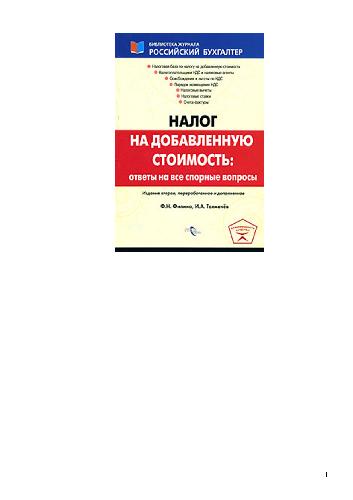 БИБЛИОТЕКА ЖУРНАЛА
РОССИЙСКИЙ БУХГАЛТЕР
Налоговая база по налогу на добавленную стоимость
Налогоплательщики НДС и налоговые агенты
Освобождение и льготы по НДС
Порядок возмещения НДС
Налоговые вычеты
Налоговые ставки
Счета-фактуры
НАЛОГ
НА ДОБАВЛЕННУЮ
СТОИМОСТЬ:
ответы на все спорные вопросы
Издание второе, переработанное и дополненное
Ф.Н. Филина, И.А. Толмачёв